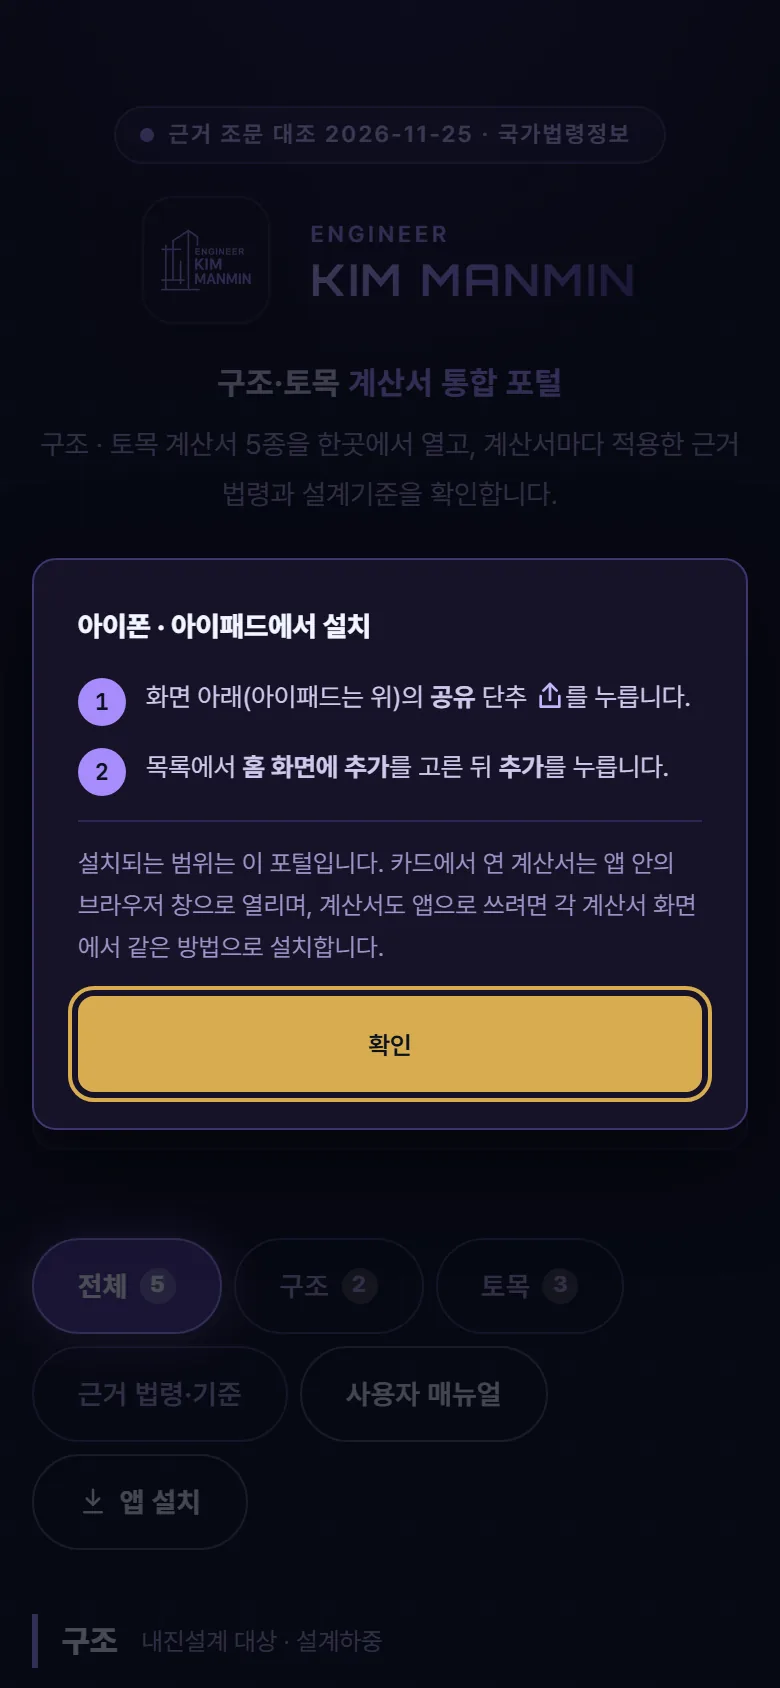 근거 조문 대조 2026-11-25 · 국가법령정보
ENGINEER
KIM
MANMIN
ENGINEER
KIM MANMIN
구조·토목 계산서 통합 포털
구조 · 토목 계산서 5종을 한곳에서 열고, 계산서마다 적용한 근거
법령과 설계기준을 확인합니다.
아이폰 · 아이패드에서 설치
1 화면 아래(아이패드는 위)의 공유 단추 를 누릅니다.
2 목록에서 홈 화면에 추가를 고른 뒤 추가를 누릅니다.
설치되는 범위는 이 포털입니다. 카드에서 연 계산서는 앱 안의
브라우저 창으로 열리며, 계산서도 앱으로 쓰려면 각 계산서 화면
에서 같은 방법으로 설치합니다.
확인
전체 5 구조 2 토목 3
근거 법령·기준 사용자 매뉴얼
앱 설치
구조 내진설계 대상 · 설계하중